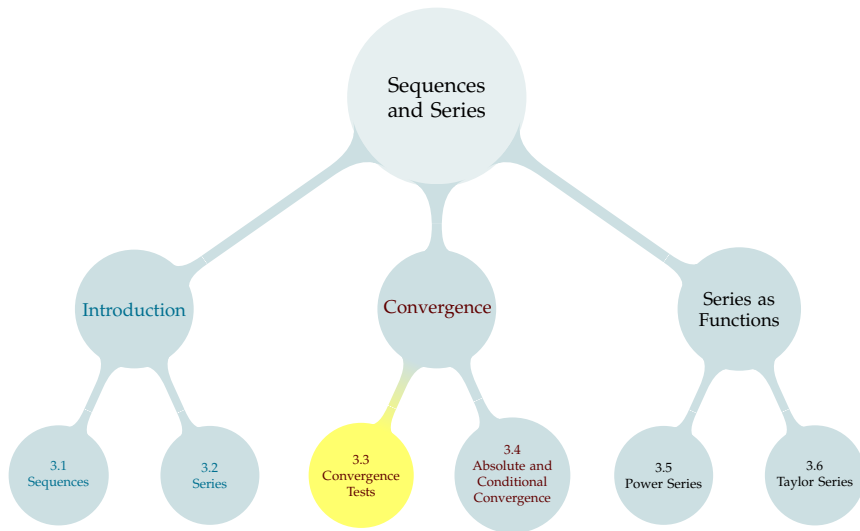 Sequences
and Series
Introduction
Convergence
Series as
Functions
3.1
Sequences
3.2
Series
3.3
Convergence
Tests
3.4
Absolute and
Conditional
Convergence
3.5
Power Series
3.6
Taylor Series